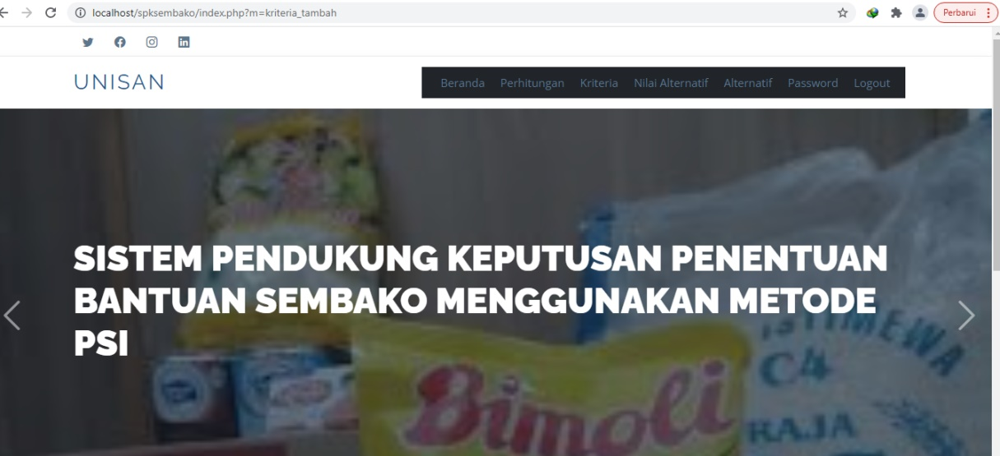 localhost/spksembako/index.php?m=kriteria_tambah
Perbarui
UNISAN
Beranda Perhitungan Kriteria Nilai Alternatif Alternatif Password Logout
SISTEM PENDUKUNG KEPUTUSAN PENENTUAN
BANTUAN SEMBAKO MENGGUNAKAN METODE
PSI
ISTIMEWA
C4
Bimoli
RAJA